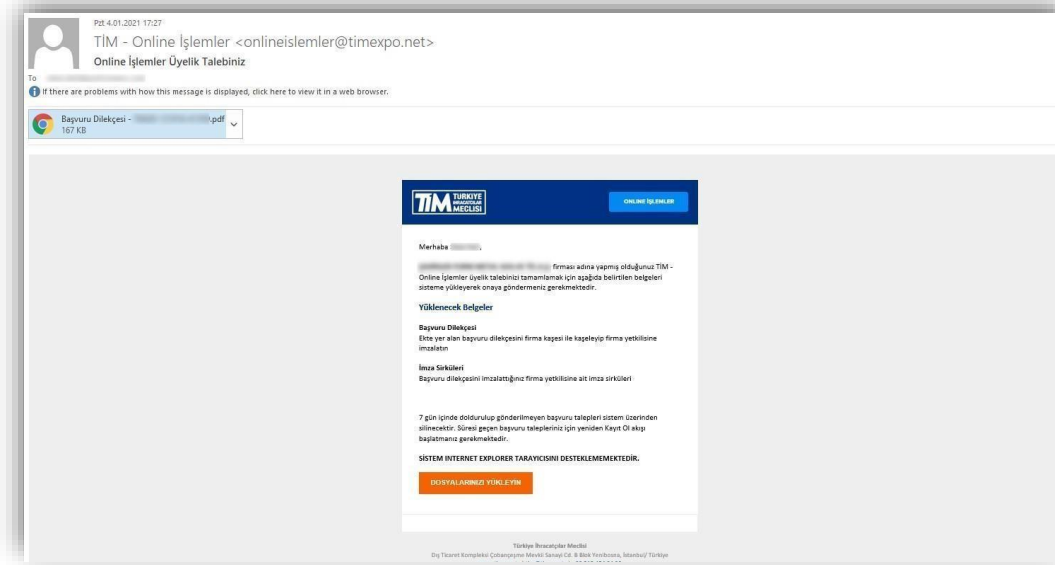 Pzt 4.01.2021 17:27
TİM - Online İşlemler <onlineislemler@timexpo.net>
Online İşlemler Üyelik Talebiniz
To
If there are problems with how this message is displayed, click here to view it in a web browser.
Başvuru Dilekçesi - .pdf
167 KB
TİM TÜRKİYE
İHRACATÇILAR
MECLİSİ
ONLINE İŞLEMLER
Merhaba ,
firması adına yapmış olduğunuz TİM -
Online İşlemler üyelik talebinizi tamamlamak için aşağıda belirtilen belgeleri
sisteme yükleyerek onaya göndermeniz gerekmektedir.
Yüklenecek Belgeler
Başvuru Dilekçesi
Ekte yer alan başvuru dilekçesini firma kaşesi ile kaşeleyip firma yetkilisine
imzalatın
İmza Sirküleri
Başvuru dilekçesini imzalattığınız firma yetkilisine ait imza sirküleri
7 gün içinde doldurulup gönderilmeyen başvuru talepleri sistem üzerinden
silinecektir. Süresi geçen başvuru talepleriniz için yeniden Kayıt Ol akışı
başlatmanız gerekmektedir.
SİSTEM INTERNET EXPLORER TARAYICISINI DESTEKLEMEMEKTEDİR.
DOSYALARINIZI YÜKLEYİN
Türkiye İhracatçılar Meclisi
Dış Ticaret Kompleksi Çobançeşme Mevkii Sanayi Cd. B Blok Yenibosna, İstanbul/ Türkiye